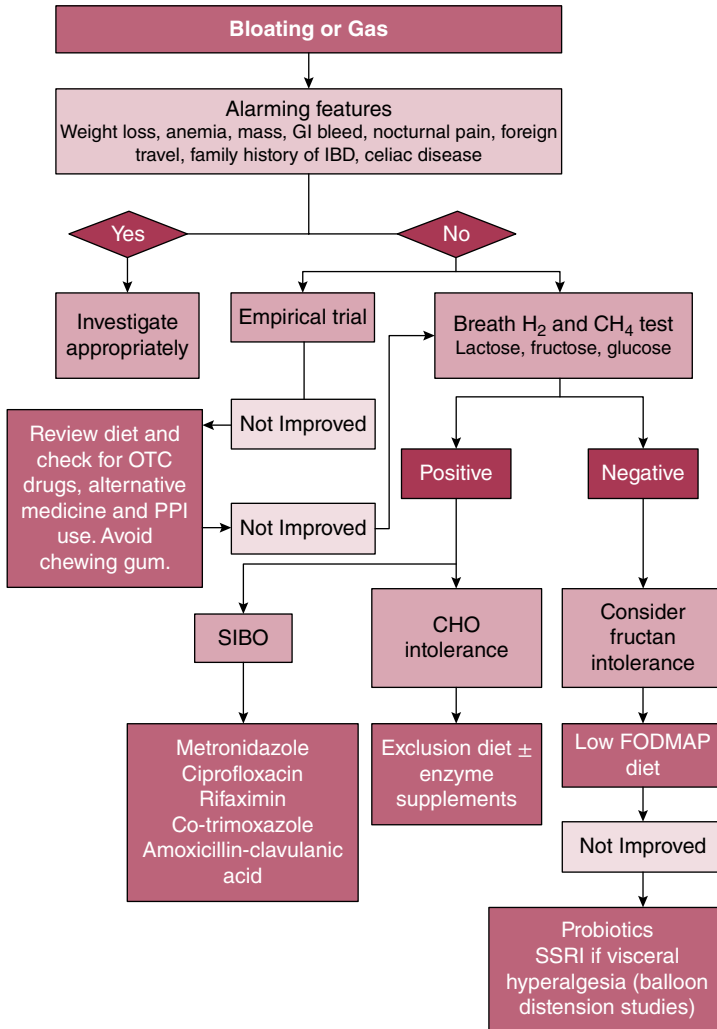 Bloating or Gas
Alarming features
Weight loss, anemia, mass, GI bleed, nocturnal pain, foreign
travel, family history of IBD, celiac disease
Yes
No
Investigate
appropriately
Empirical trial
Breath H₂ and CH₄ test
Lactose, fructose, glucose
Not Improved
Review diet and
check for OTC
drugs, alternative
medicine and PPI
use. Avoid
chewing gum.
Not Improved
Positive
Negative
SIBO
CHO
intolerance
Consider
fructan
intolerance
Metronidazole
Ciprofloxacin
Rifaximin
Co-trimoxazole
Amoxicillin-clavulanic
acid
Exclusion diet ±
enzyme
supplements
Low FODMAP
diet
Not Improved
Probiotics
SSRI if visceral
hyperalgesia (balloon
distension studies)